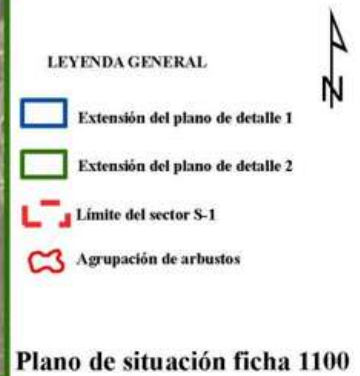 N
LEYENDA GENERAL
Extensión del plano de detalle 1
Extensión del plano de detalle 2
Límite del sector S-1
Agrupación de arbustos
Plano de situación ficha 1100